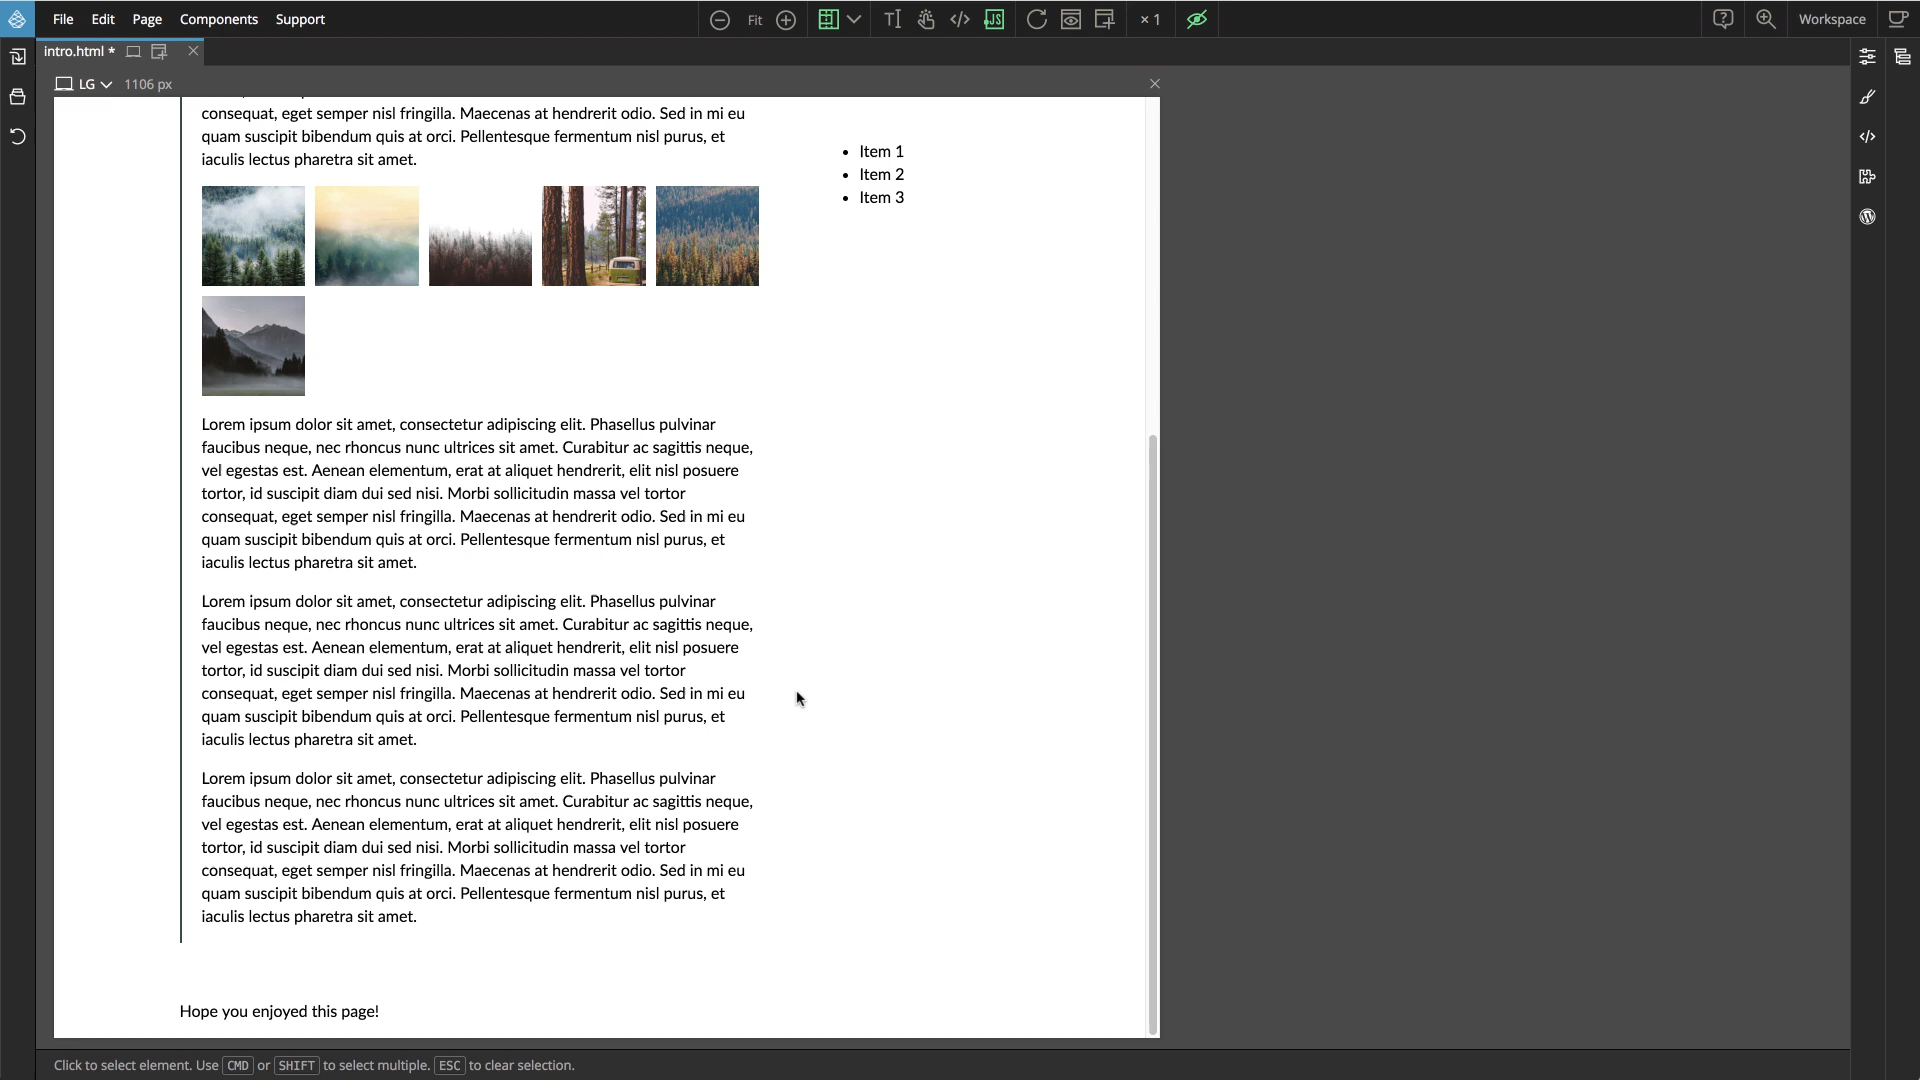 File Edit Page Components Support
Fit
JS
× 1
Workspace
intro.html *
LG 1106 px
consequat, eget semper nisl fringilla. Maecenas at hendrerit odio. Sed in mi eu
quam suscipit bibendum quis at orci. Pellentesque fermentum nisl purus, et
iaculis lectus pharetra sit amet.
• Item 1
• Item 2
• Item 3
Lorem ipsum dolor sit amet, consectetur adipiscing elit. Phasellus pulvinar
faucibus neque, nec rhoncus nunc ultrices sit amet. Curabitur ac sagittis neque,
vel egestas est. Aenean elementum, erat at aliquet hendrerit, elit nisl posuere
tortor, id suscipit diam dui sed nisi. Morbi sollicitudin massa vel tortor
consequat, eget semper nisl fringilla. Maecenas at hendrerit odio. Sed in mi eu
quam suscipit bibendum quis at orci. Pellentesque fermentum nisl purus, et
iaculis lectus pharetra sit amet.
Lorem ipsum dolor sit amet, consectetur adipiscing elit. Phasellus pulvinar
faucibus neque, nec rhoncus nunc ultrices sit amet. Curabitur ac sagittis neque,
vel egestas est. Aenean elementum, erat at aliquet hendrerit, elit nisl posuere
tortor, id suscipit diam dui sed nisi. Morbi sollicitudin massa vel tortor
consequat, eget semper nisl fringilla. Maecenas at hendrerit odio. Sed in mi eu
quam suscipit bibendum quis at orci. Pellentesque fermentum nisl purus, et
iaculis lectus pharetra sit amet.
Lorem ipsum dolor sit amet, consectetur adipiscing elit. Phasellus pulvinar
faucibus neque, nec rhoncus nunc ultrices sit amet. Curabitur ac sagittis neque,
vel egestas est. Aenean elementum, erat at aliquet hendrerit, elit nisl posuere
tortor, id suscipit diam dui sed nisi. Morbi sollicitudin massa vel tortor
consequat, eget semper nisl fringilla. Maecenas at hendrerit odio. Sed in mi eu
quam suscipit bibendum quis at orci. Pellentesque fermentum nisl purus, et
iaculis lectus pharetra sit amet.
Hope you enjoyed this page!
Click to select element. Use CMD or SHIFT to select multiple. ESC to clear selection.